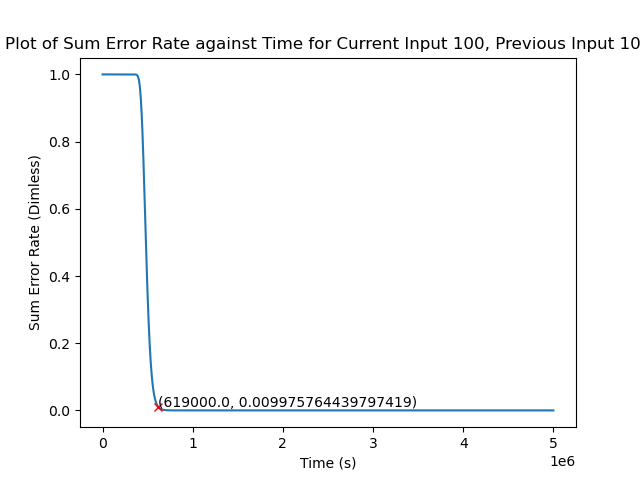 Plot of Sum Error Rate against Time for Current Input 100, Previous Input 10
1.0
0.8
0.6
0.4
0.2
0.0
Sum Error Rate (Dimless)
(619000.0, 0.009975764439797419)
0 1 2 3 4 5
1e6
Time (s)